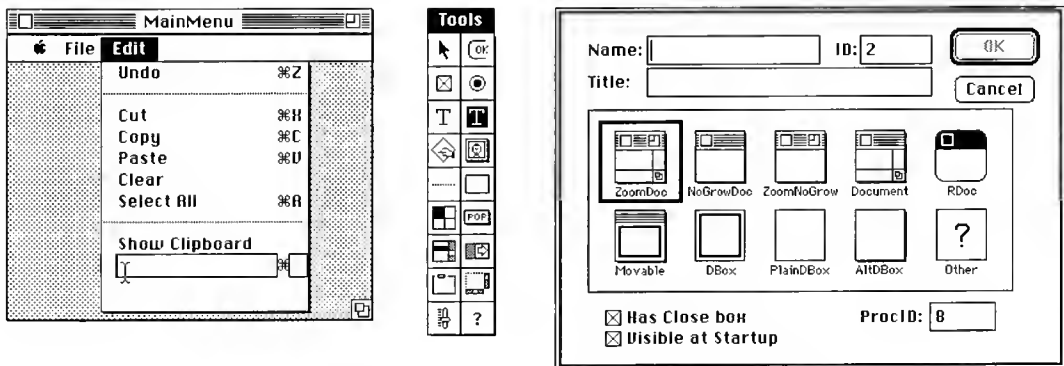 MainMenu
File Edit
Undo ⌘Z
Cut ⌘X
Copy ⌘C
Paste ⌘V
Clear
Select All ⌘A
Show Clipboard
⌘
Tools
OK
T T
POP
?
Name: ID: 2 OK
Title: Cancel
ZoomDoc NoGrowDoc ZoomNoGrow Document RDoc
?
Movable DBox PlainDBox AltDBox Other
Has Close box ProcID: 8
Visible at Startup